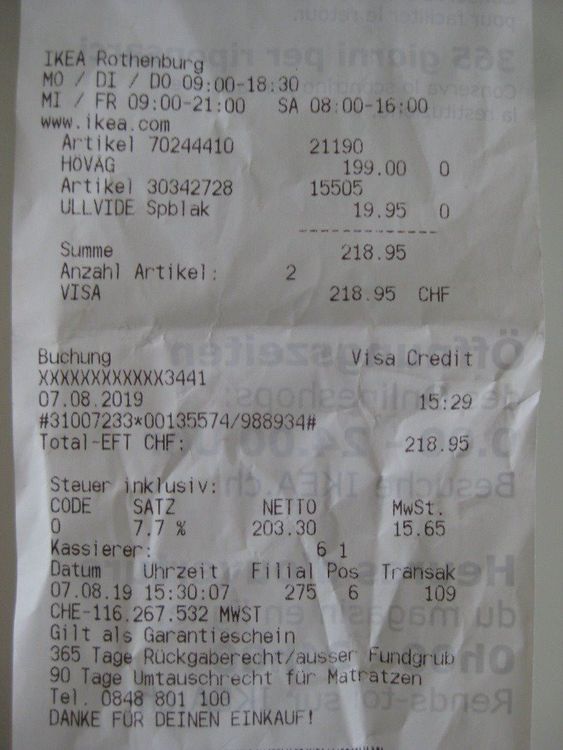 IKEA Rothenburg
MO / DI / DO 09:00-18:30
MI / FR 09:00-21:00 SA 08:00-16:00
www.ikea.com
Artikel 70244410 21190
HÖVÅG 199.00 0
Artikel 30342728 15505
ULLVIDE Spblak 19.95 0
Summe 218.95
Anzahl Artikel: 2
VISA 218.95 CHF
Buchung Visa Credit
XXXXXXXXXXXX3441
07.08.2019 15:29
#31007233*00135574/988934#
Total-EFT CHF: 218.95
Steuer inklusiv:
CODE SATZ NETTO MwSt.
0 7.7 % 203.30 15.65
Kassierer: 6 1
Datum Uhrzeit Filial Pos Transak
07.08.19 15:30:07 275 6 109
CHE-116.267.532 MWST
Gilt als Garantieschein
365 Tage Rückgaberecht/ausser Fundgrub
90 Tage Umtauschrecht für Matratzen
Tel. 0848 801 100
DANKE FÜR DEINEN EINKAUF!